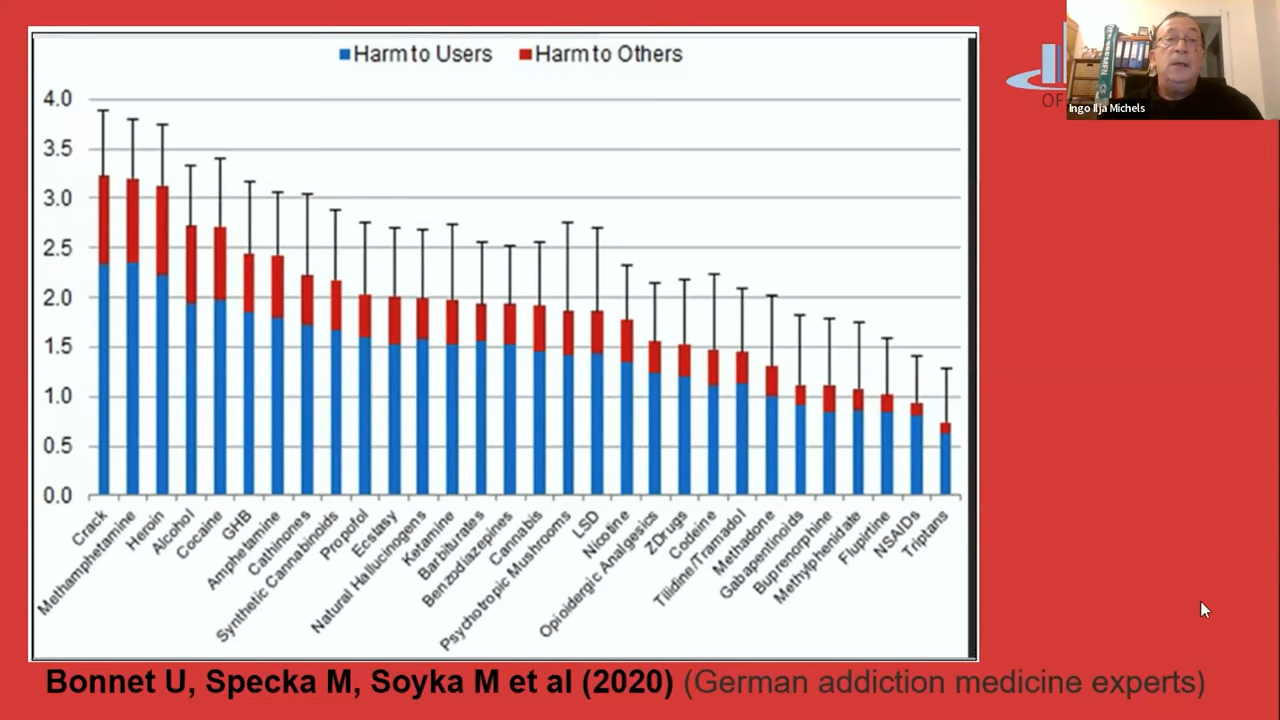 Harm to Users
Harm to Others
4.0
3.5
3.0
2.5
2.0
1.5
1.0
0.5
0.0
Crack
Methamphetamine
Heroin
Alcohol
Cocaine
GHB
Amphetamine
Cathinones
Synthetic Cannabinoids
Propofol
Ecstasy
Natural Hallucinogens
Ketamine
Barbiturates
Benzodiazepines
Cannabis
Psychotropic Mushrooms
LSD
Nicotine
Opioidergic Analgesics
ZDrugs
Codeine
Tilidine/Tramadol
Methadone
Gabapentinoids
Buprenorphine
Methylphenidate
Flupirtine
NSAIDs
Triptans
Bonnet U, Specka M, Soyka M et al (2020) (German addiction medicine experts)
OF
Ingo Ilja Michels